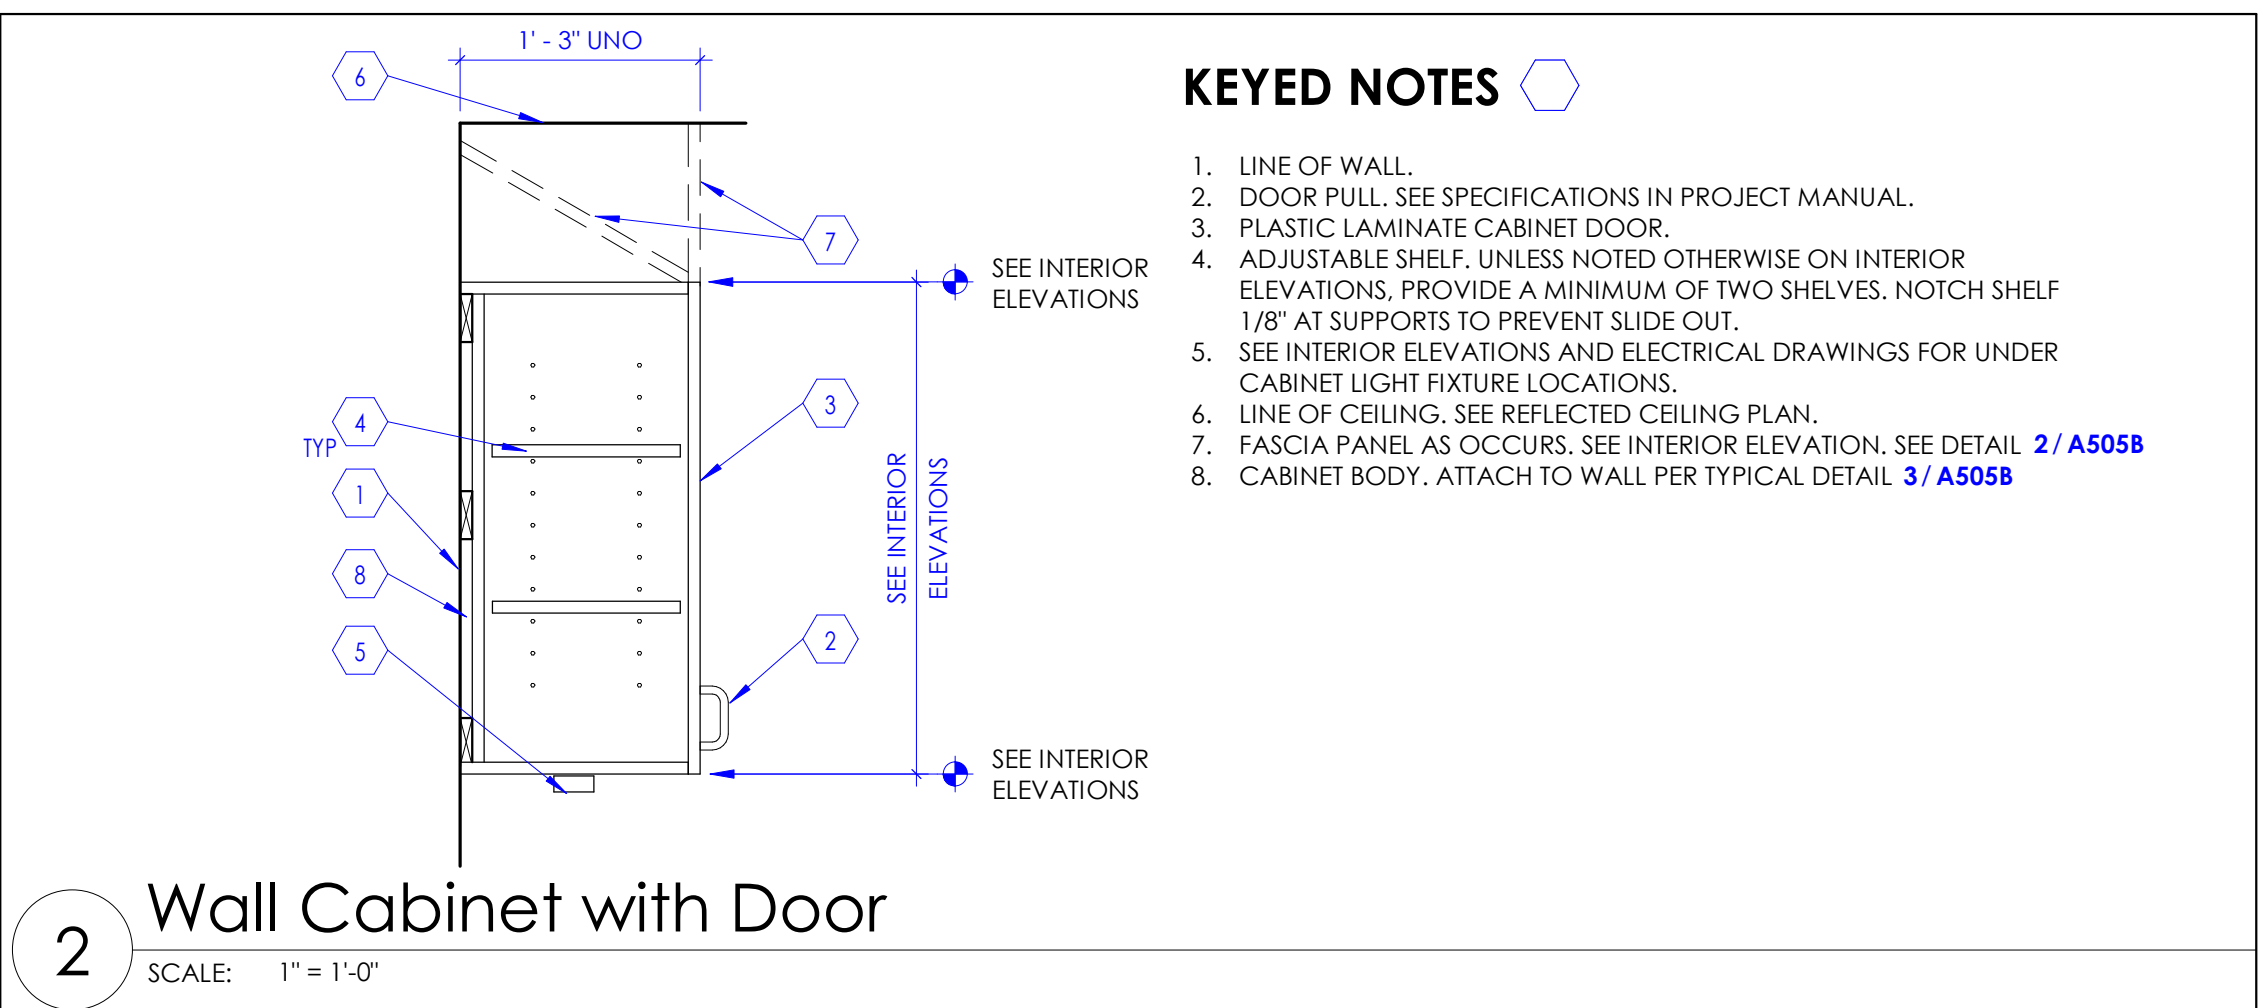 1' - 3" UNO
6
7
SEE INTERIOR
ELEVATIONS
3
4
TYP
1
SEE INTERIOR
ELEVATIONS
8
2
5
SEE INTERIOR
ELEVATIONS
KEYED NOTES
1. LINE OF WALL.
2. DOOR PULL. SEE SPECIFICATIONS IN PROJECT MANUAL.
3. PLASTIC LAMINATE CABINET DOOR.
4. ADJUSTABLE SHELF. UNLESS NOTED OTHERWISE ON INTERIOR
ELEVATIONS, PROVIDE A MINIMUM OF TWO SHELVES. NOTCH SHELF
1/8" AT SUPPORTS TO PREVENT SLIDE OUT.
5. SEE INTERIOR ELEVATIONS AND ELECTRICAL DRAWINGS FOR UNDER
CABINET LIGHT FIXTURE LOCATIONS.
6. LINE OF CEILING. SEE REFLECTED CEILING PLAN.
7. FASCIA PANEL AS OCCURS. SEE INTERIOR ELEVATION. SEE DETAIL 2/A505B
8. CABINET BODY. ATTACH TO WALL PER TYPICAL DETAIL 3/A505B
2
Wall Cabinet with Door
SCALE: 1" = 1'-0"